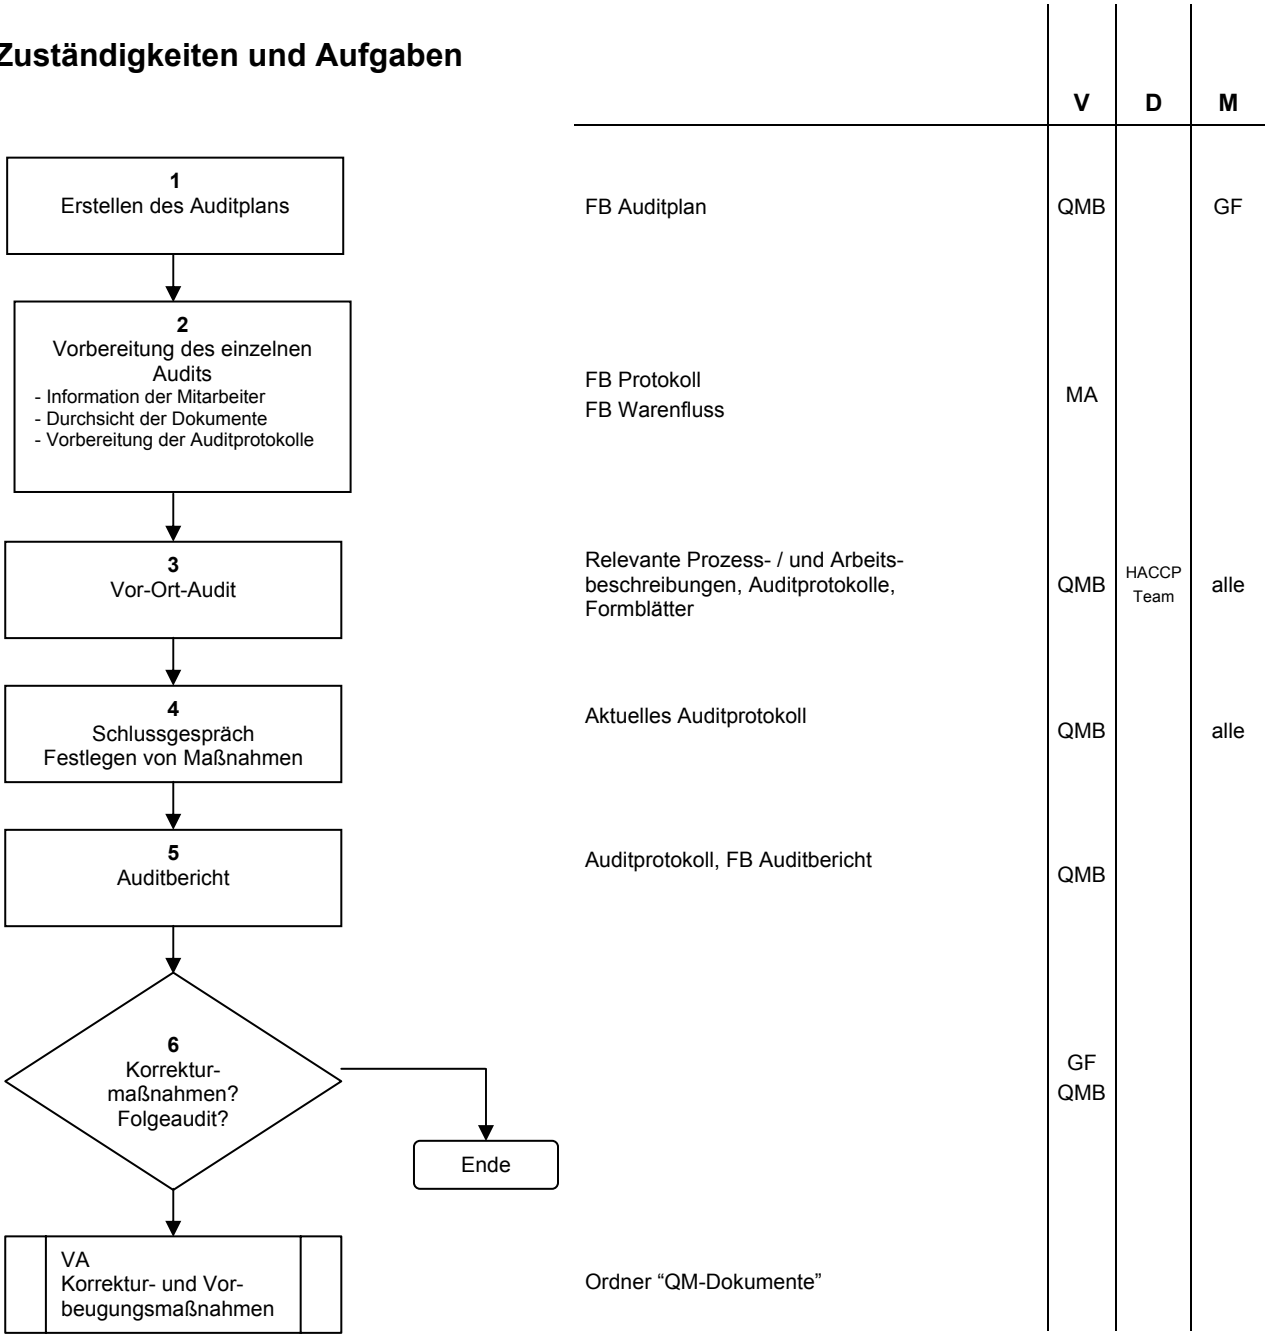 Zuständigkeiten und Aufgaben
V D M
1
Erstellen des Auditplans
FB Auditplan
QMB GF
2
Vorbereitung des einzelnen
Audits
- Information der Mitarbeiter
- Durchsicht der Dokumente
- Vorbereitung der Auditprotokolle
FB Protokoll
FB Warenfluss
MA
3
Vor-Ort-Audit
Relevante Prozess- / und Arbeits-
beschreibungen, Auditprotokolle,
Formblätter
QMB
HACCP
Team
alle
4
Schlussgespräch
Festlegen von Maßnahmen
Aktuelles Auditprotokoll
QMB alle
5
Auditbericht
Auditprotokoll, FB Auditbericht
QMB
6
Korrektur-
maßnahmen?
Folgeaudit?
GF
QMB
Ende
VA
Korrektur- und Vor-
beugungsmaßnahmen
Ordner “QM-Dokumente”